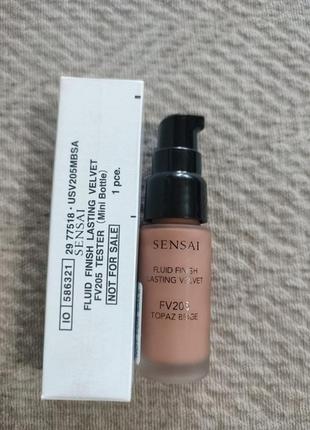 IO 586321 29 77518 - USV205MBSA
SENSAI
FLUID FINISH LASTING VELVET
FV205 TESTER (Mini Bottle) 1 pce.
NOT FOR SALE
SENSAI
FLUID FINISH
LASTING VELVET
FV205
TOPAZ BEIGE